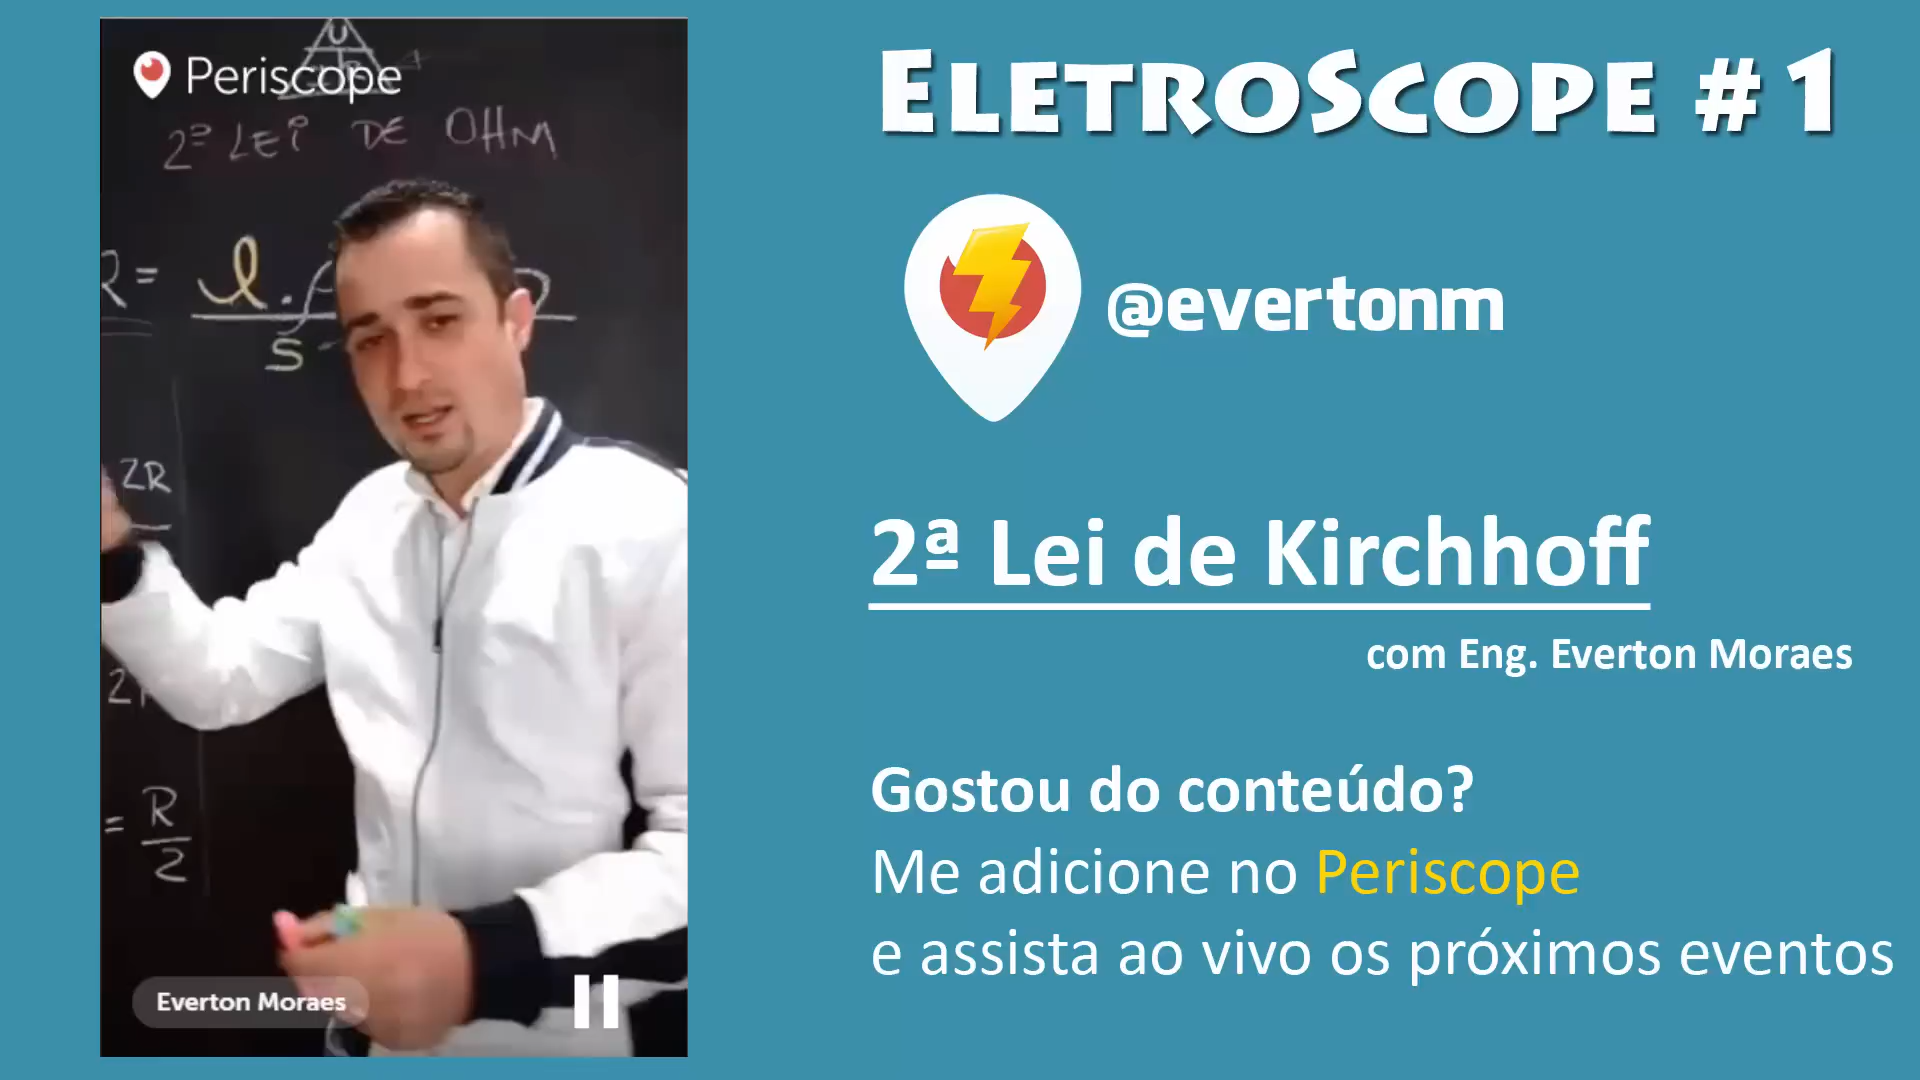 Periscope
2ª LEI DE OHM
R = l .
S
2R
= R
2
Everton Moraes
ELETROSCOPE #1
@evertonm
2ª Lei de Kirchhoff
com Eng. Everton Moraes
Gostou do conteúdo?
Me adicione no Periscope
e assista ao vivo os próximos eventos